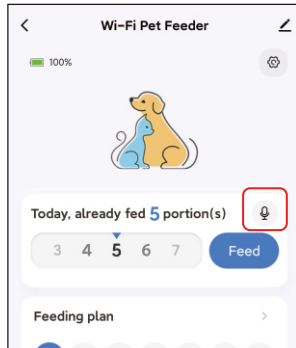 Wi-Fi Pet Feeder
100%
Today, already fed 5 portion(s)
3 4 5 6 7
Feed
Feeding plan